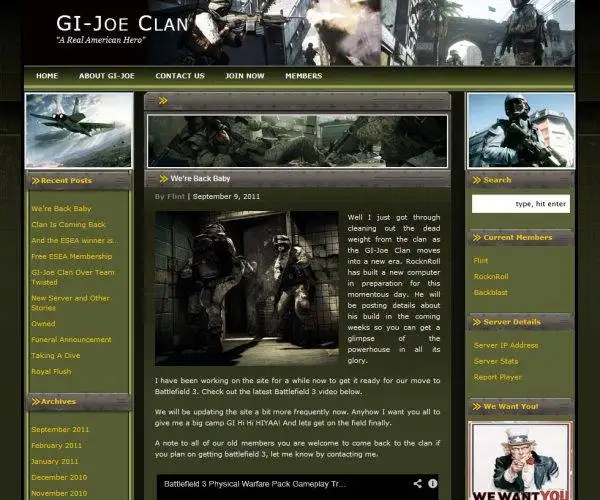 GI-Joe Clan
"A Real American Hero"
HOME ABOUT GI-JOE CONTACT US JOIN NOW MEMBERS
Recent Posts
We're Back Baby
Clan Is Coming Back
And the ESEA winner is..
Free ESEA Membership
GI-Joe Clan Over Team
Twisted
New Server and Other
Stories
Owned
Funeral Announcement
Taking A Dive
Royal Flush
Archives
September 2011
February 2011
January 2011
December 2010
November 2010
We're Back Baby
By Flint | September 9, 2011
Well I just got through
cleaning out the dead
weight from the clan as
the GI-Joe Clan moves
into a new era. RocknRoll
has built a new computer
in preparation for this
momentous day. He will
be posting details about
his build in the coming
weeks so you can get a
glimpse of the
powerhouse in all its
glory.
I have been working on the site for a while now to get it ready for our move to
Battlefield 3. Check out the latest Battlefield 3 video below.
We will be updating the site a bit more frequently now. Anyhow I want you all to
give me a big camp GI Hi Hi HIYAA! And lets get on the field finally.
A note to all of our old members you are welcome to come back to the clan if
you plan on getting battlefield 3, let me know by contacting me.
Battlefield 3 Physical Warfare Pack Gameplay Tr...
Search
type, hit enter
Current Members
Flint
RocknRoll
Backblast
Server Details
Server IP Address
Server Stats
Report Player
We Want You!
WE WANT YOU